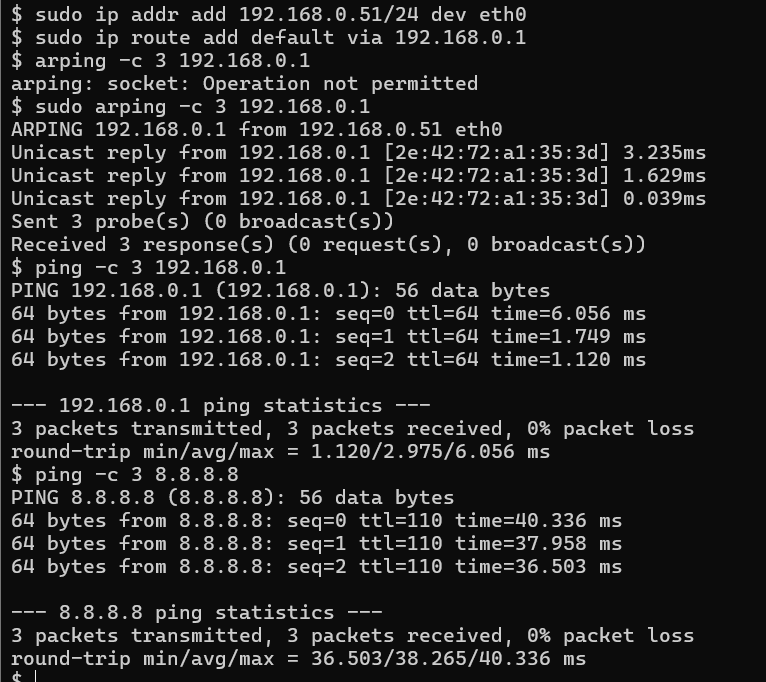 $ sudo ip addr add 192.168.0.51/24 dev eth0
$ sudo ip route add default via 192.168.0.1
$ arping -c 3 192.168.0.1
arping: socket: Operation not permitted
$ sudo arping -c 3 192.168.0.1
ARPING 192.168.0.1 from 192.168.0.51 eth0
Unicast reply from 192.168.0.1 [2e:42:72:a1:35:3d] 3.235ms
Unicast reply from 192.168.0.1 [2e:42:72:a1:35:3d] 1.629ms
Unicast reply from 192.168.0.1 [2e:42:72:a1:35:3d] 0.039ms
Sent 3 probe(s) (0 broadcast(s))
Received 3 response(s) (0 request(s), 0 broadcast(s))
$ ping -c 3 192.168.0.1
PING 192.168.0.1 (192.168.0.1): 56 data bytes
64 bytes from 192.168.0.1: seq=0 ttl=64 time=6.056 ms
64 bytes from 192.168.0.1: seq=1 ttl=64 time=1.749 ms
64 bytes from 192.168.0.1: seq=2 ttl=64 time=1.120 ms

--- 192.168.0.1 ping statistics ---
3 packets transmitted, 3 packets received, 0% packet loss
round-trip min/avg/max = 1.120/2.975/6.056 ms
$ ping -c 3 8.8.8.8
PING 8.8.8.8 (8.8.8.8): 56 data bytes
64 bytes from 8.8.8.8: seq=0 ttl=110 time=40.336 ms
64 bytes from 8.8.8.8: seq=1 ttl=110 time=37.958 ms
64 bytes from 8.8.8.8: seq=2 ttl=110 time=36.503 ms

--- 8.8.8.8 ping statistics ---
3 packets transmitted, 3 packets received, 0% packet loss
round-trip min/avg/max = 36.503/38.265/40.336 ms
$